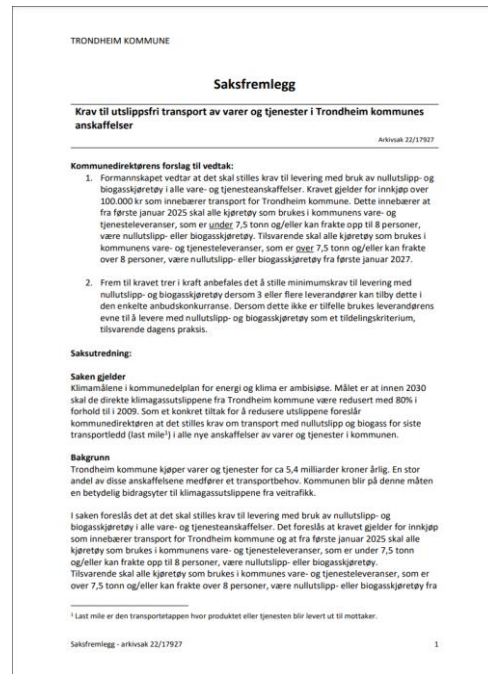 TRONDHEIM KOMMUNE
Saksfremlegg
Krav til utslippsfri transport av varer og tjenester i Trondheim kommunes
anskaffelser
Arkivsak 22/17927
Kommunedirektørens forslag til vedtak:
1. Formannskapet vedtar at det skal stilles krav til levering med bruk av nullutslipp- og
biogasskjøretøy i alle vare- og tjenesteanskaffelser. Kravet gjelder for innkjøp over
100.000 kr som innebærer transport for Trondheim kommune. Dette innebærer at
fra første januar 2025 skal alle kjøretøy som brukes i kommunens vare- og
tjenesteleveranser, som er under 7,5 tonn og/eller kan frakte opp til 8 personer,
være nullutslipp- eller biogasskjøretøy. Tilsvarende skal alle kjøretøy som brukes i
kommunens vare- og tjenesteleveranser, som er over 7,5 tonn og/eller kan frakte
over 8 personer, være nullutslipp- eller biogasskjøretøy fra første januar 2027.
2. Frem til kravet trer i kraft anbefales det å stille minimumskrav til levering med
nullutslipp- og biogasskjøretøy dersom 3 eller flere leverandører kan tilby dette i
den enkelte anbudskonkurranse. Dersom dette ikke er tilfelle brukes leverandørens
evne til å levere med nullutslipp- og biogasskjøretøy som et tildelingskriterium,
tilsvarende dagens praksis.
Saksutredning:
Saken gjelder
Klimamålene i kommunedelplan for energi og klima er ambisiøse. Målet er at innen 2030
skal de direkte klimagassutslippene fra Trondheim kommune være redusert med 80% i
forhold til i 2009. Som et konkret tiltak for å redusere utslippene foreslår
kommunedirektøren at det stilles krav om transport med nullutslipp og biogass for siste
transportledd (last mile¹) i alle nye anskaffelser av varer og tjenester i kommunen.
Bakgrunn
Trondheim kommune kjøper varer og tjenester for ca 5,4 milliarder kroner årlig. En stor
andel av disse anskaffelsene medfører et transportbehov. Kommunen blir på denne måten
en betydelig bidragsyter til klimagassutslippene fra veitrafikk.
I saken foreslås det at det skal stilles krav til levering med bruk av nullutslipp- og
biogasskjøretøy i alle vare- og tjenesteanskaffelser. Det foreslås at kravet gjelder for innkjøp
som innebærer transport for Trondheim kommune og at fra første januar 2025 skal alle
kjøretøy som brukes i kommunens vare- og tjenesteleveranser, som er under 7,5 tonn
og/eller kan frakte opp til 8 personer, være nullutslipp- eller biogasskjøretøy.
Tilsvarende skal alle kjøretøy som brukes i kommunes vare- og tjenesteleveranser, som er
over 7,5 tonn og/eller kan frakte over 8 personer, være nullutslipp- eller biogasskjøretøy fra
¹ Last mile er den transportetappen hvor produktet eller tjenesten blir levert ut til mottaker.
Saksfremlegg - arkivsak 22/17927 1